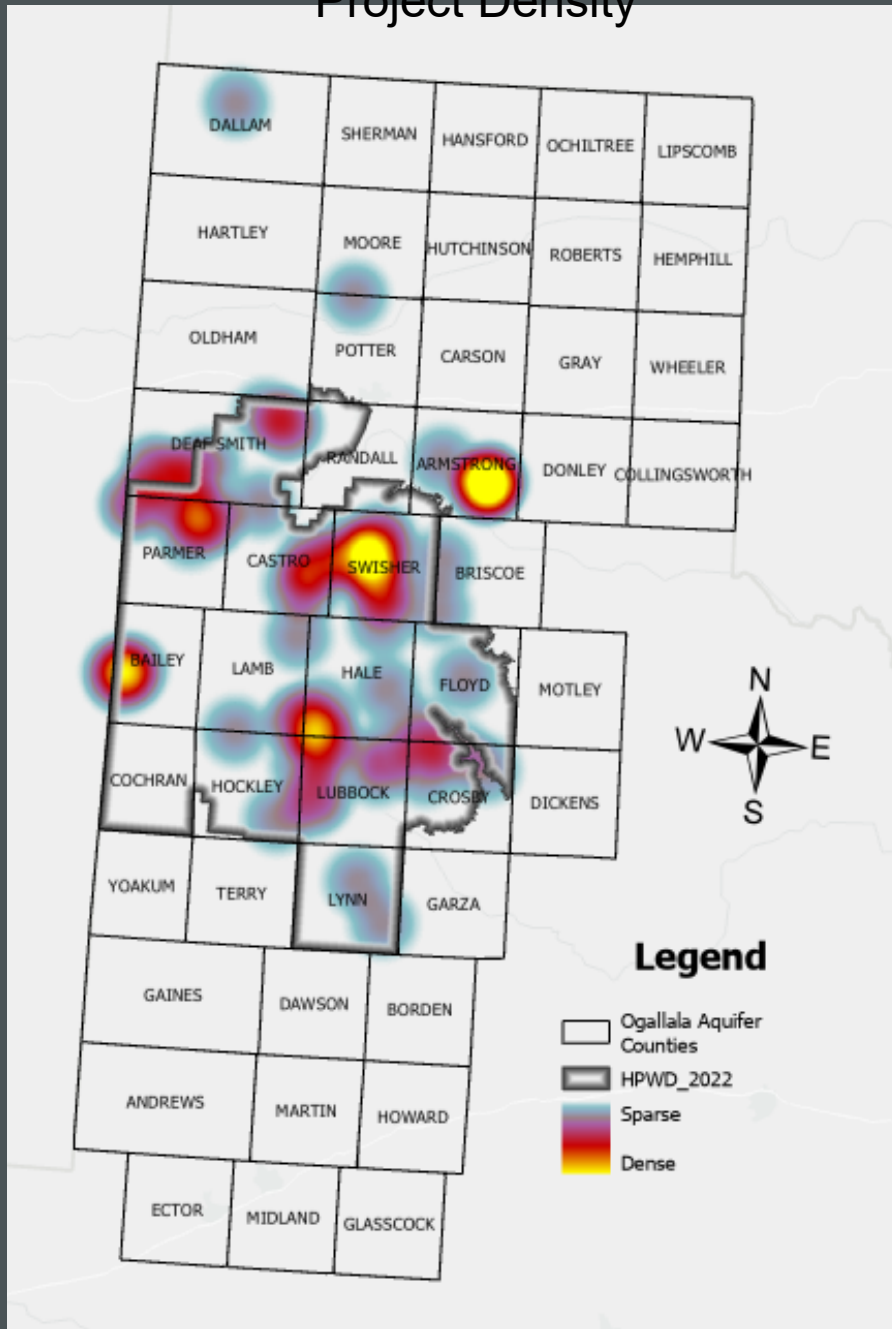 Project Density
DALLAM
SHERMAN
HANSFORD
OCHILTREE
LIPSCOMB
HARTLEY
MOORE
HUTCHINSON
ROBERTS
HEMPHILL
OLDHAM
POTTER
CARSON
GRAY
WHEELER
DEAF SMITH
RANDALL
ARMSTRONG
DONLEY
COLLINGSWORTH
PARMER
CASTRO
SWISHER
BRISCOE
BAILEY
LAMB
HALE
FLOYD
MOTLEY
COCHRAN
HOCKLEY
LUBBOCK
CROSBY
DICKENS
YOAKUM
TERRY
LYNN
GARZA
GAINES
DAWSON
BORDEN
ANDREWS
MARTIN
HOWARD
ECTOR
MIDLAND
GLASSCOCK
N
W
E
S
Legend
Ogallala Aquifer
Counties
HPWD_2022
Sparse
Dense